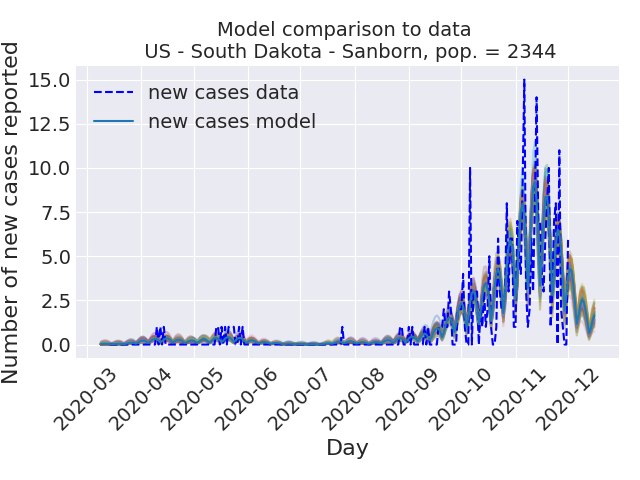 Model comparison to data
US - South Dakota - Sanborn, pop. = 2344
Number of new cases reported
15.0
12.5
10.0
7.5
5.0
2.5
0.0
new cases data
new cases model
2020-03
2020-04
2020-05
2020-06
2020-07
2020-08
2020-09
2020-10
2020-11
2020-12
Day